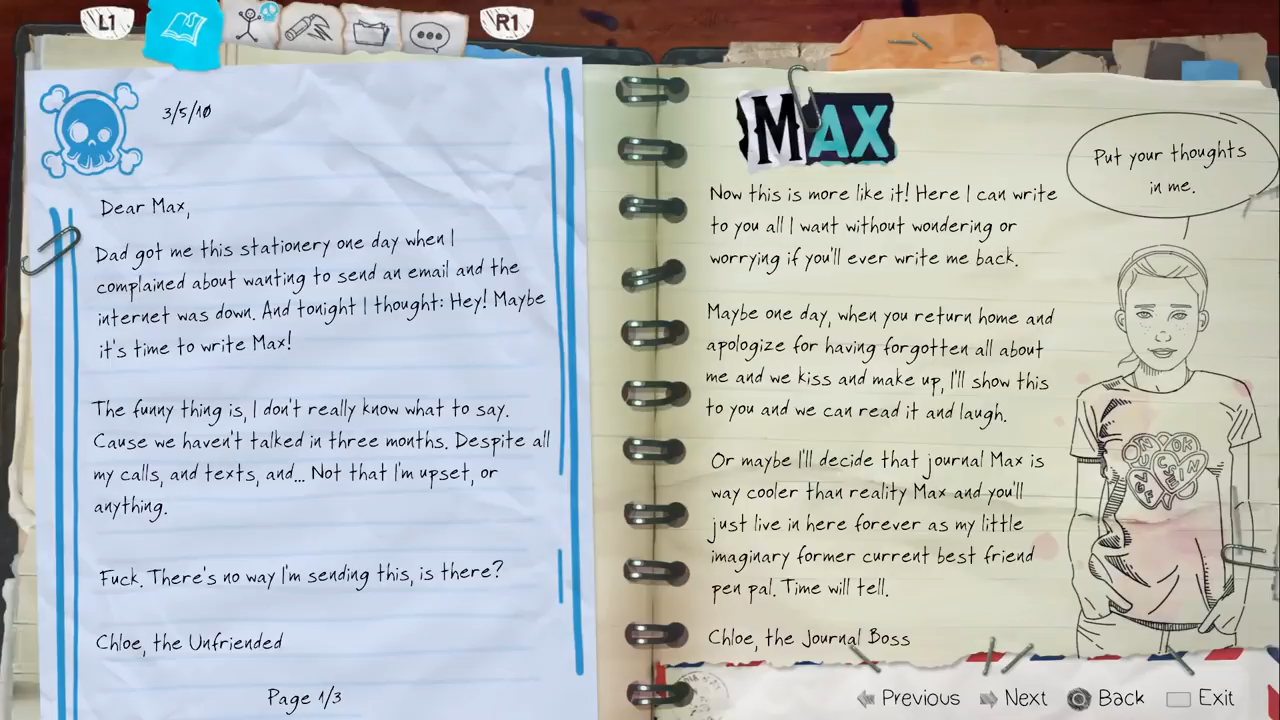 L1
R1
3/5/10
Dear Max,
Dad got me this stationery one day when I
complained about wanting to send an email and the
internet was down. And tonight I thought: Hey! Maybe
it's time to write Max!
The funny thing is, I don't really know what to say.
Cause we haven't talked in three months. Despite all
my calls, and texts, and... Not that I'm upset, or
anything.
Fuck. There's no way I'm sending this, is there?
Chloe, the Unfriended
Page 1/3
MAX
Now this is more like it! Here I can write
to you all I want without wondering or
worrying if you'll ever write me back.
Maybe one day, when you return home and
apologize for having forgotten all about
me and we kiss and make up, I'll show this
to you and we can read it and laugh.
Or maybe I'll decide that journal Max is
way cooler than reality Max and you'll
just live in here forever as my little
imaginary former current best friend
pen pal. Time will tell.
Chloe, the Journal Boss
Put your thoughts
in me.
Previous
Next
Back
Exit